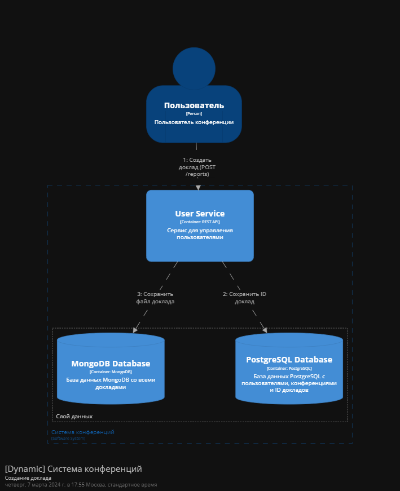 Пользователь
[Person]
Пользователь конференции
1: Создать
доклад (POST
/reports)
User Service
[Container: REST API]
Сервис для управления
пользователями
3: Сохранить
файл доклада
2: Сохранить ID
доклад
MongoDB Database
[Container: MongoDB]
База данных MongoDB со всеми
докладами
PostgreSQL Database
[Container: PostgreSQL]
База данных PostgreSQL с
пользователями, конференциями
и ID докладов
Слой данных
Система конференций
[Dynamic] Система конференций
Создание доклада
четверг, 7 марта 2024 г. в 17:55 Москва, стандартное время